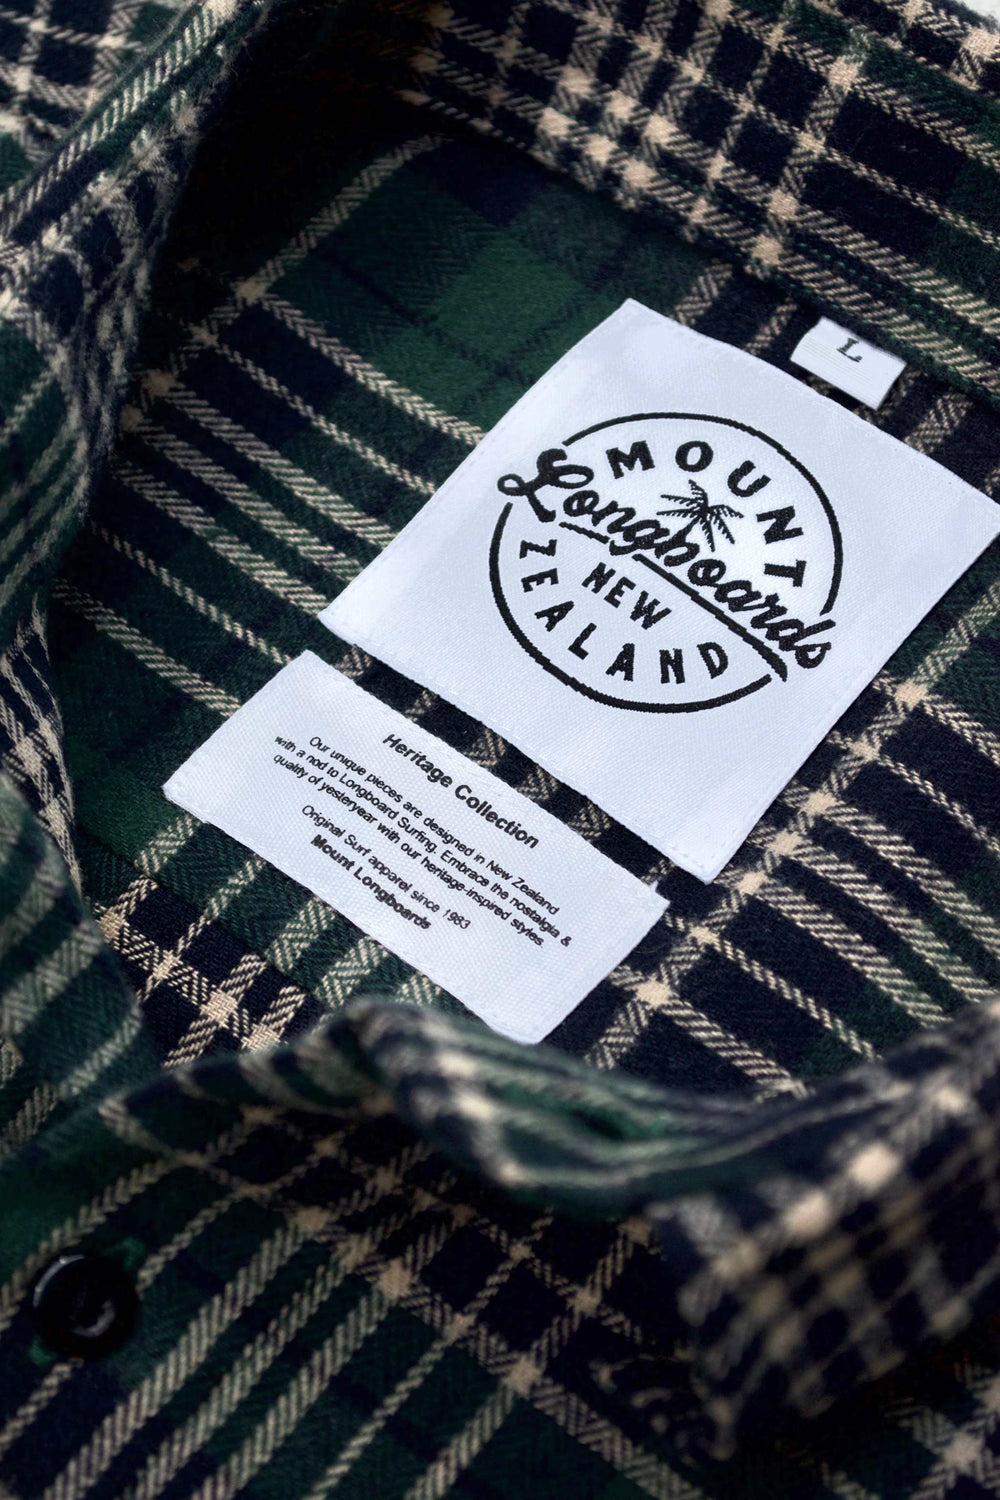 L
MOUNT
Longboards
NEW
ZEALAND
Heritage Collection
Our unique pieces are designed in New Zealand
with a nod to Longboard Surfing. Embrace the nostalgia &
quality of yesteryear with our heritage-inspired styles.
Original Surf apparel since 1983
Mount Longboards